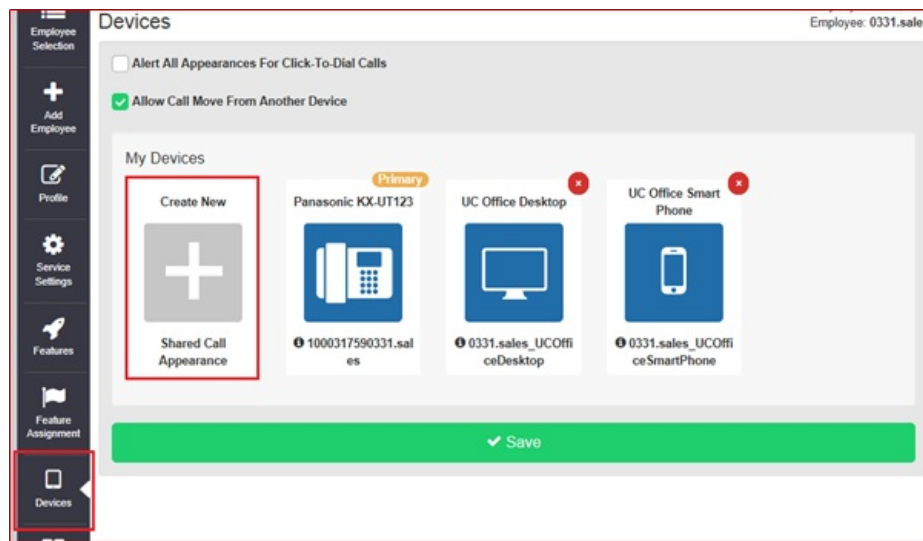 Devices
Employee: 0331.sale
Employee
Selection
Add
Employee
Profile
Service
Settings
Features
Feature
Assignment
Devices
Alert All Appearances For Click-To-Dial Calls
Allow Call Move From Another Device
My Devices
Create New
Shared Call
Appearance
Primary
Panasonic KX-UT123
1000317590331.sal
es
UC Office Desktop
0331.sales_UCOffi
ceDesktop
UC Office Smart
Phone
0331.sales_UCOffi
ceSmartPhone
Save